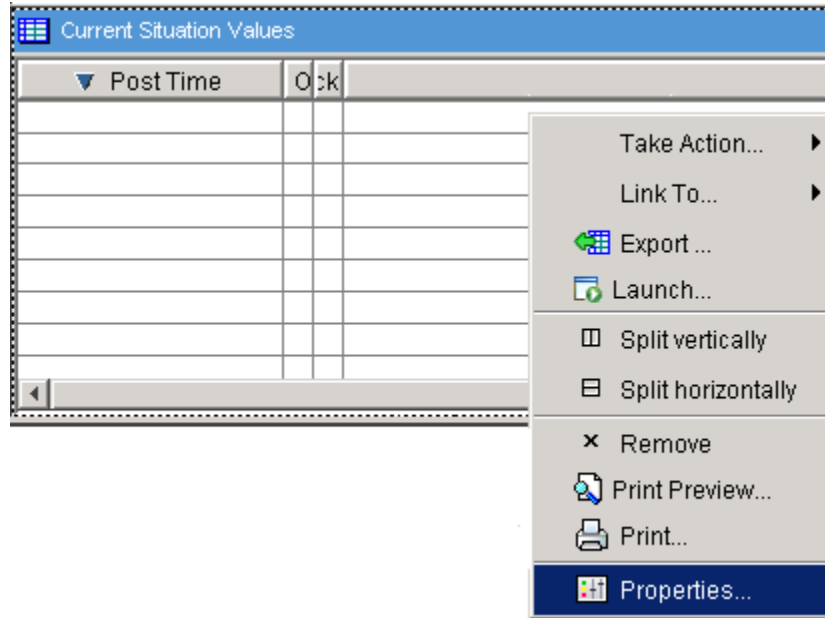 Current Situation Values
Post Time O ck
Take Action...
Link To...
Export ...
Launch...
Split vertically
Split horizontally
Remove
Print Preview...
Print...
Properties...